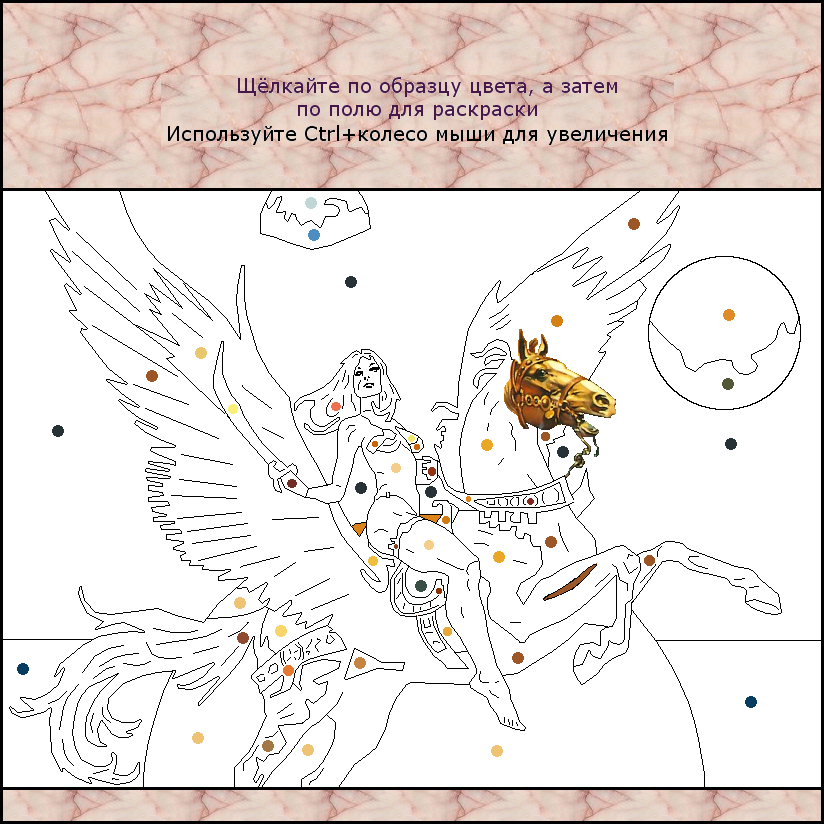 Щёлкайте по образцу цвета, а затем
по полю для раскраски
Используйте Ctrl+колесо мыши для увеличения